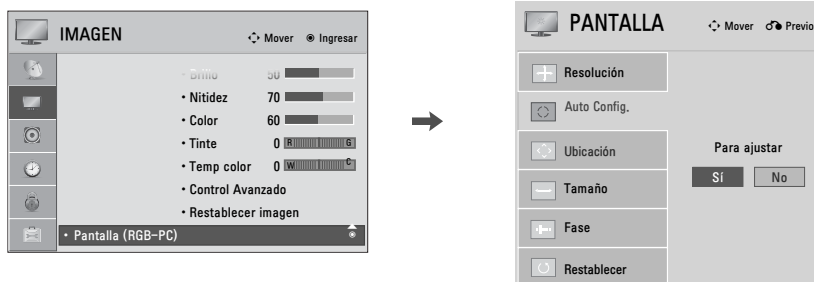 IMAGEN
Mover Ingresar
• Brillo 50
• Nitidez 70
• Color 60
• Tinte 0 R G
• Temp color 0 W C
• Control Avanzado
• Restablecer imagen
• Pantalla (RGB-PC)
PANTALLA
Mover Previo
Resolución
Auto Config.
Ubicación
Tamaño
Fase
Restablecer
Para ajustar
Sí No